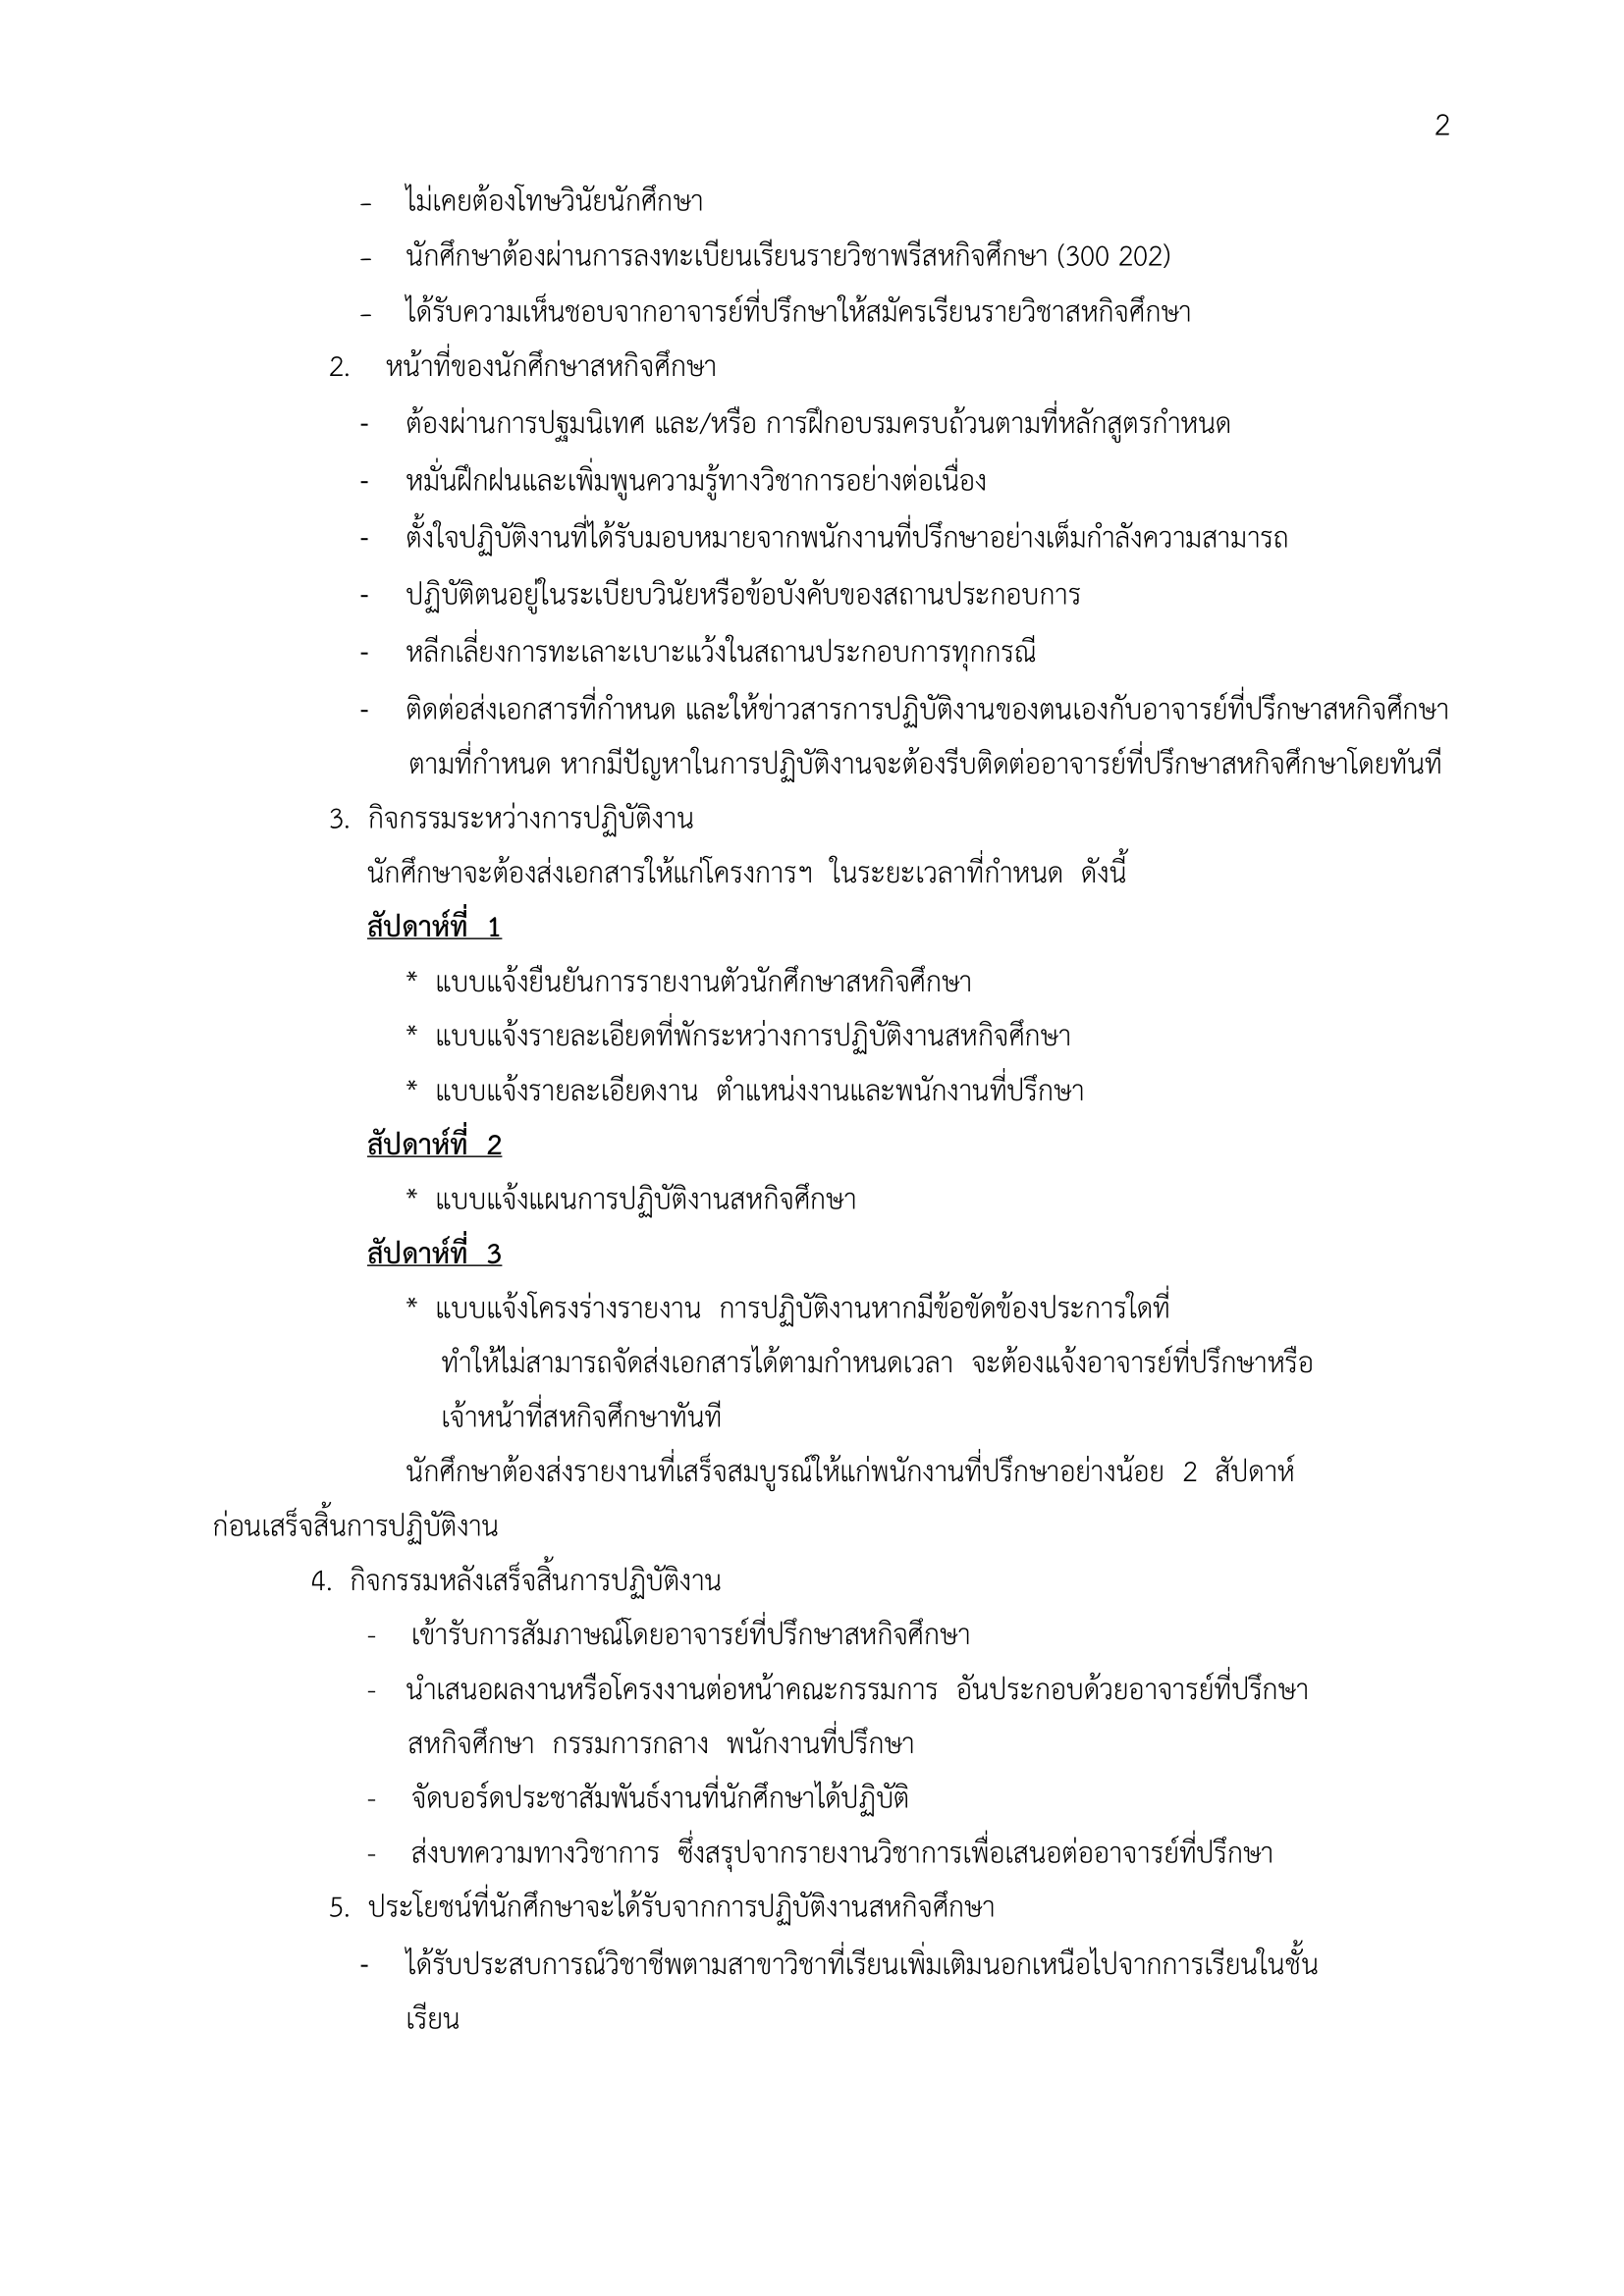 2
- ไม่เคยต้องโทษวินัยนักศึกษา
- นักศึกษาต้องผ่านการลงทะเบียนเรียนรายวิชาพรีสหกิจศึกษา (300 202)
- ได้รับความเห็นชอบจากอาจารย์ที่ปรึกษาให้สมัครเรียนรายวิชาสหกิจศึกษา
2. หน้าที่ของนักศึกษาสหกิจศึกษา
- ต้องผ่านการปฐมนิเทศ และ/หรือ การฝึกอบรมครบถ้วนตามที่หลักสูตรกำหนด
- หมั่นฝึกฝนและเพิ่มพูนความรู้ทางวิชาการอย่างต่อเนื่อง
- ตั้งใจปฏิบัติงานที่ได้รับมอบหมายจากพนักงานที่ปรึกษาอย่างเต็มกำลังความสามารถ
- ปฏิบัติตนอยู่ในระเบียบวินัยหรือข้อบังคับของสถานประกอบการ
- หลีกเลี่ยงการทะเลาะเบาะแว้งในสถานประกอบการทุกกรณี
- ติดต่อส่งเอกสารที่กำหนด และให้ข่าวสารการปฏิบัติงานของตนเองกับอาจารย์ที่ปรึกษาสหกิจศึกษา
ตามที่กำหนด หากมีปัญหาในการปฏิบัติงานจะต้องรีบติดต่ออาจารย์ที่ปรึกษาสหกิจศึกษาโดยทันที
3. กิจกรรมระหว่างการปฏิบัติงาน
นักศึกษาจะต้องส่งเอกสารให้แก่โครงการฯ ในระยะเวลาที่กำหนด ดังนี้
สัปดาห์ที่ 1
* แบบแจ้งยืนยันการรายงานตัวนักศึกษาสหกิจศึกษา
* แบบแจ้งรายละเอียดที่พักระหว่างการปฏิบัติงานสหกิจศึกษา
* แบบแจ้งรายละเอียดงาน ตำแหน่งงานและพนักงานที่ปรึกษา
สัปดาห์ที่ 2
* แบบแจ้งแผนการปฏิบัติงานสหกิจศึกษา
สัปดาห์ที่ 3
* แบบแจ้งโครงร่างรายงาน การปฏิบัติงานหากมีข้อขัดข้องประการใดที่
ทำให้ไม่สามารถจัดส่งเอกสารได้ตามกำหนดเวลา จะต้องแจ้งอาจารย์ที่ปรึกษาหรือ
เจ้าหน้าที่สหกิจศึกษาทันที
นักศึกษาต้องส่งรายงานที่เสร็จสมบูรณ์ให้แก่พนักงานที่ปรึกษาอย่างน้อย 2 สัปดาห์
ก่อนเสร็จสิ้นการปฏิบัติงาน
4. กิจกรรมหลังเสร็จสิ้นการปฏิบัติงาน
- เข้ารับการสัมภาษณ์โดยอาจารย์ที่ปรึกษาสหกิจศึกษา
- นำเสนอผลงานหรือโครงงานต่อหน้าคณะกรรมการ อันประกอบด้วยอาจารย์ที่ปรึกษา
สหกิจศึกษา กรรมการกลาง พนักงานที่ปรึกษา
- จัดบอร์ดประชาสัมพันธ์งานที่นักศึกษาได้ปฏิบัติ
- ส่งบทความทางวิชาการ ซึ่งสรุปจากรายงานวิชาการเพื่อเสนอต่ออาจารย์ที่ปรึกษา
5. ประโยชน์ที่นักศึกษาจะได้รับจากการปฏิบัติงานสหกิจศึกษา
- ได้รับประสบการณ์วิชาชีพตามสาขาวิชาที่เรียนเพิ่มเติมนอกเหนือไปจากการเรียนในชั้น
เรียน